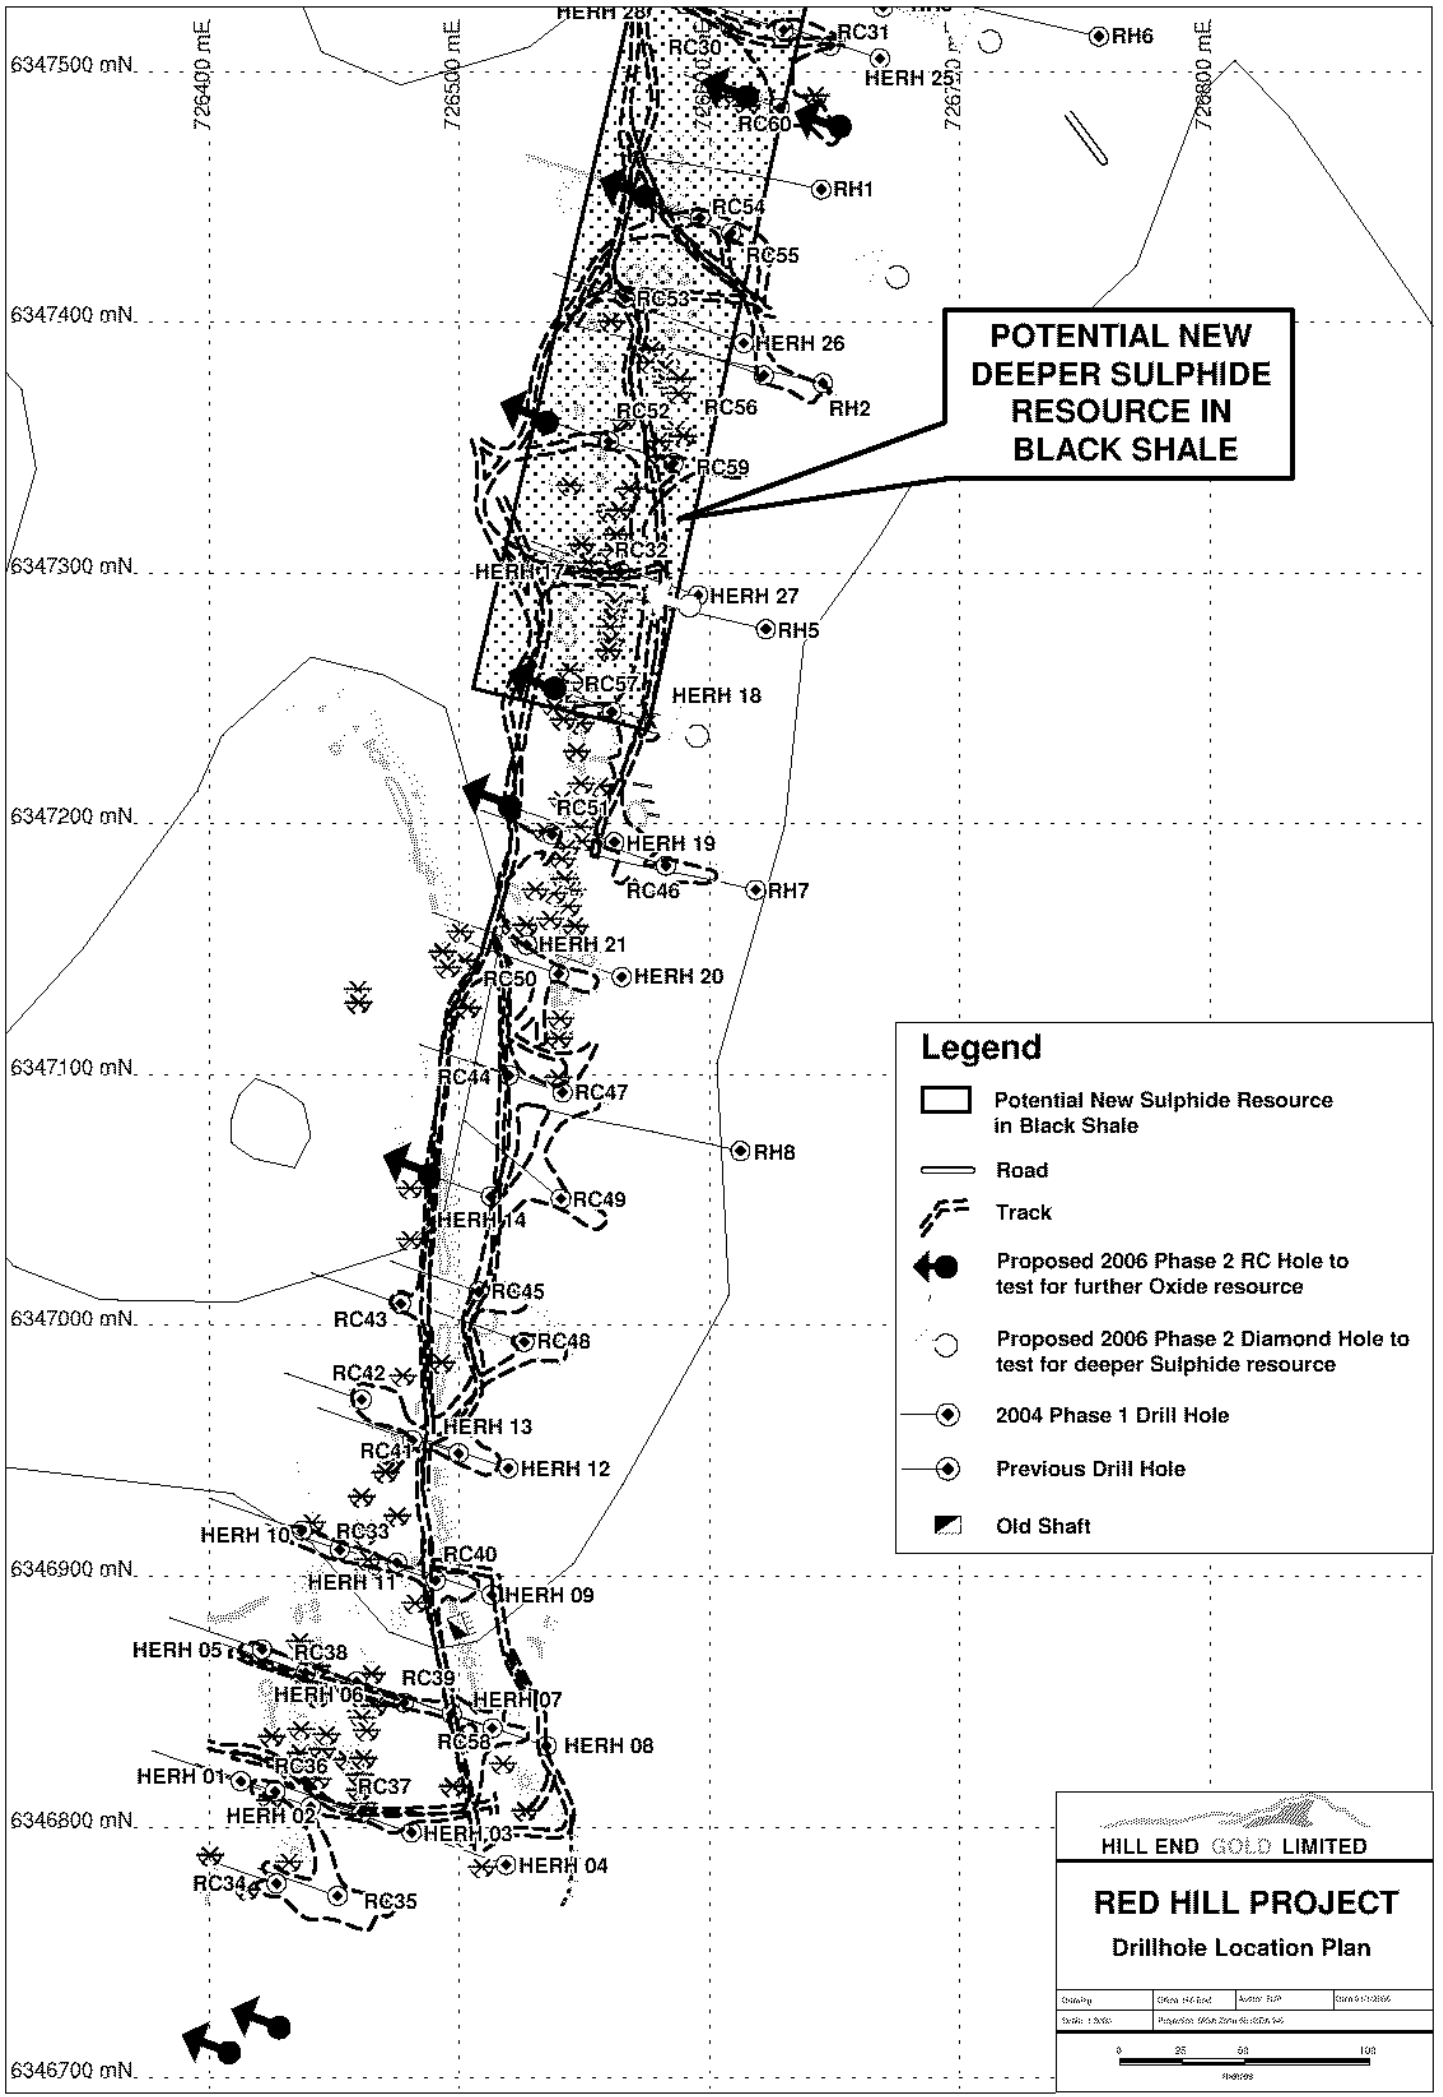 HERH 28
RC30
RC31
RH6
HERH 25
6347500 mN
726400 mE
726500 mE
726800 mE
RC60
RH1
RC54
RC55
RC53
6347400 mN
HERH 26
RH2
RC56
RC52
RC59
POTENTIAL NEW
DEEPER SULPHIDE
RESOURCE IN
BLACK SHALE
RC32
6347300 mN
HERH 17
HERH 27
RH5
RC57
HERH 18
RC51
6347200 mN
HERH 19
RC46
RH7
HERH 21
RC50
HERH 20
6347100 mN
RC44
RC47
RH8
RC49
HERH 14
RC45
RC43
6347000 mN
RC48
RC42
HERH 13
RC41
HERH 12
HERH 10
RC33
RC40
HERH 11
6346900 mN
HERH 09
HERH 05
RC38
RC39
HERH 06
HERH 07
RC58
HERH 08
HERH 01
RC36
RC37
HERH 02
6346800 mN
HERH 03
HERH 04
RC34
RC35
6346700 mN
Legend
Potential New Sulphide Resource
in Black Shale
Road
Track
Proposed 2006 Phase 2 RC Hole to
test for further Oxide resource
Proposed 2006 Phase 2 Diamond Hole to
test for deeper Sulphide resource
2004 Phase 1 Drill Hole
Previous Drill Hole
Old Shaft
HILL END GOLD LIMITED
RED HILL PROJECT
Drillhole Location Plan
0 25 50 100